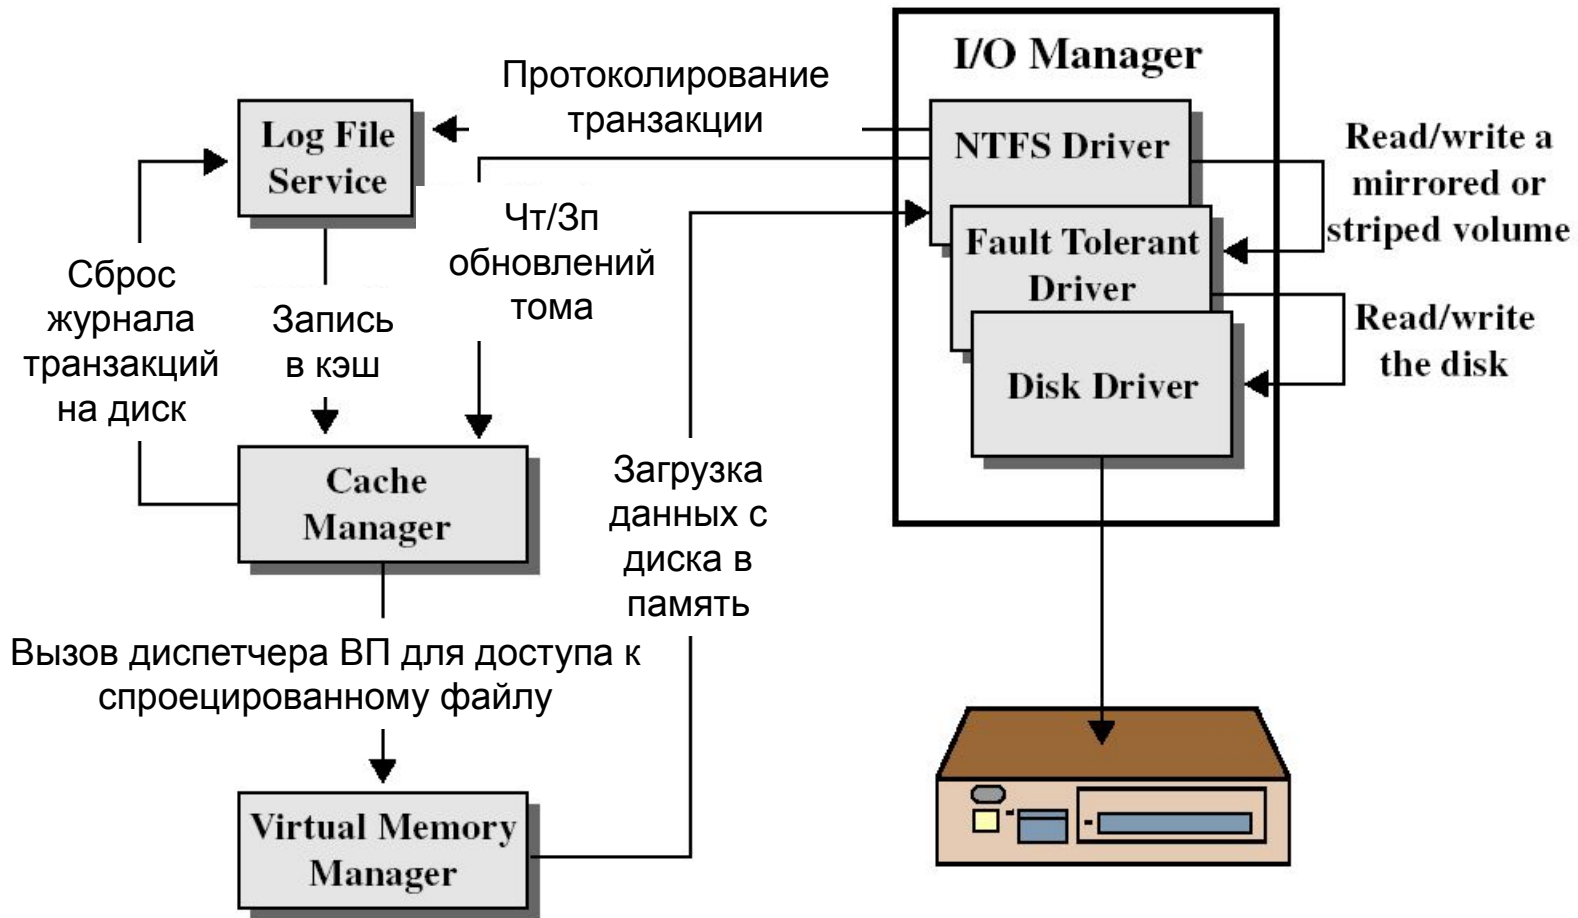 I/O Manager
Протоколирование
транзакции
Log File
Service
NTFS Driver
Read/write a
mirrored or
striped volume
Чт/Зп
обновлений
тома
Fault Tolerant
Driver
Сброс
журнала
транзакций
на диск
Запись
в кэш
Read/write
the disk
Disk Driver
Cache
Manager
Загрузка
данных с
диска в
память
Вызов диспетчера ВП для доступа к
спроецированному файлу
Virtual Memory
Manager